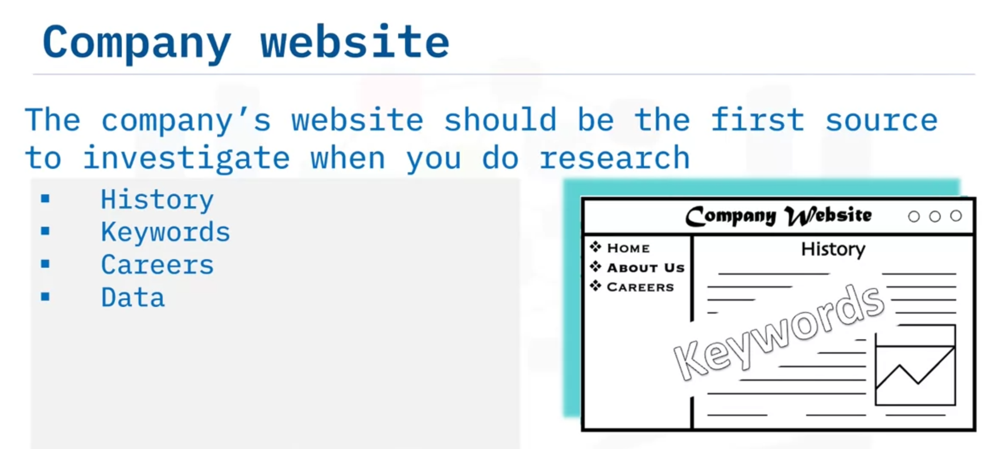 Company website
The company’s website should be the first source
to investigate when you do research
▪ History
▪ Keywords
▪ Careers
▪ Data
Company Website
❖ HOME
❖ ABOUT US
❖ CAREERS
History
Keywords